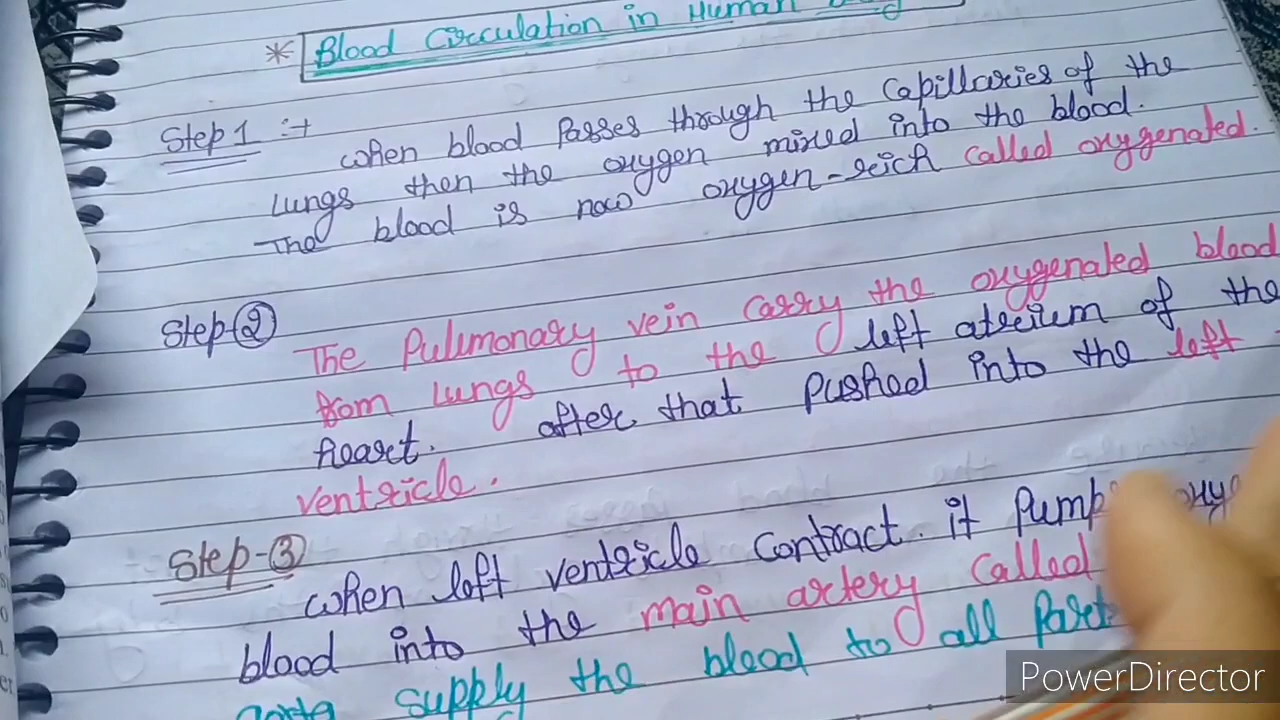 * Blood Circulation in Human
Step 1 :→ When blood Passes through the Capillaries of the
Lungs then the oxygen mixed into the blood.
The blood is now oxygen-rich called oxygenated.
Step-② The Pulmonary vein Carry the oxygenated blood
from Lungs to the left atrium of the
heart. after that pushed into the left
ventricle.
Step-③ When left ventricle Contract. it Pump
blood into the main artery called
aorta supply the blood to all Part
PowerDirector